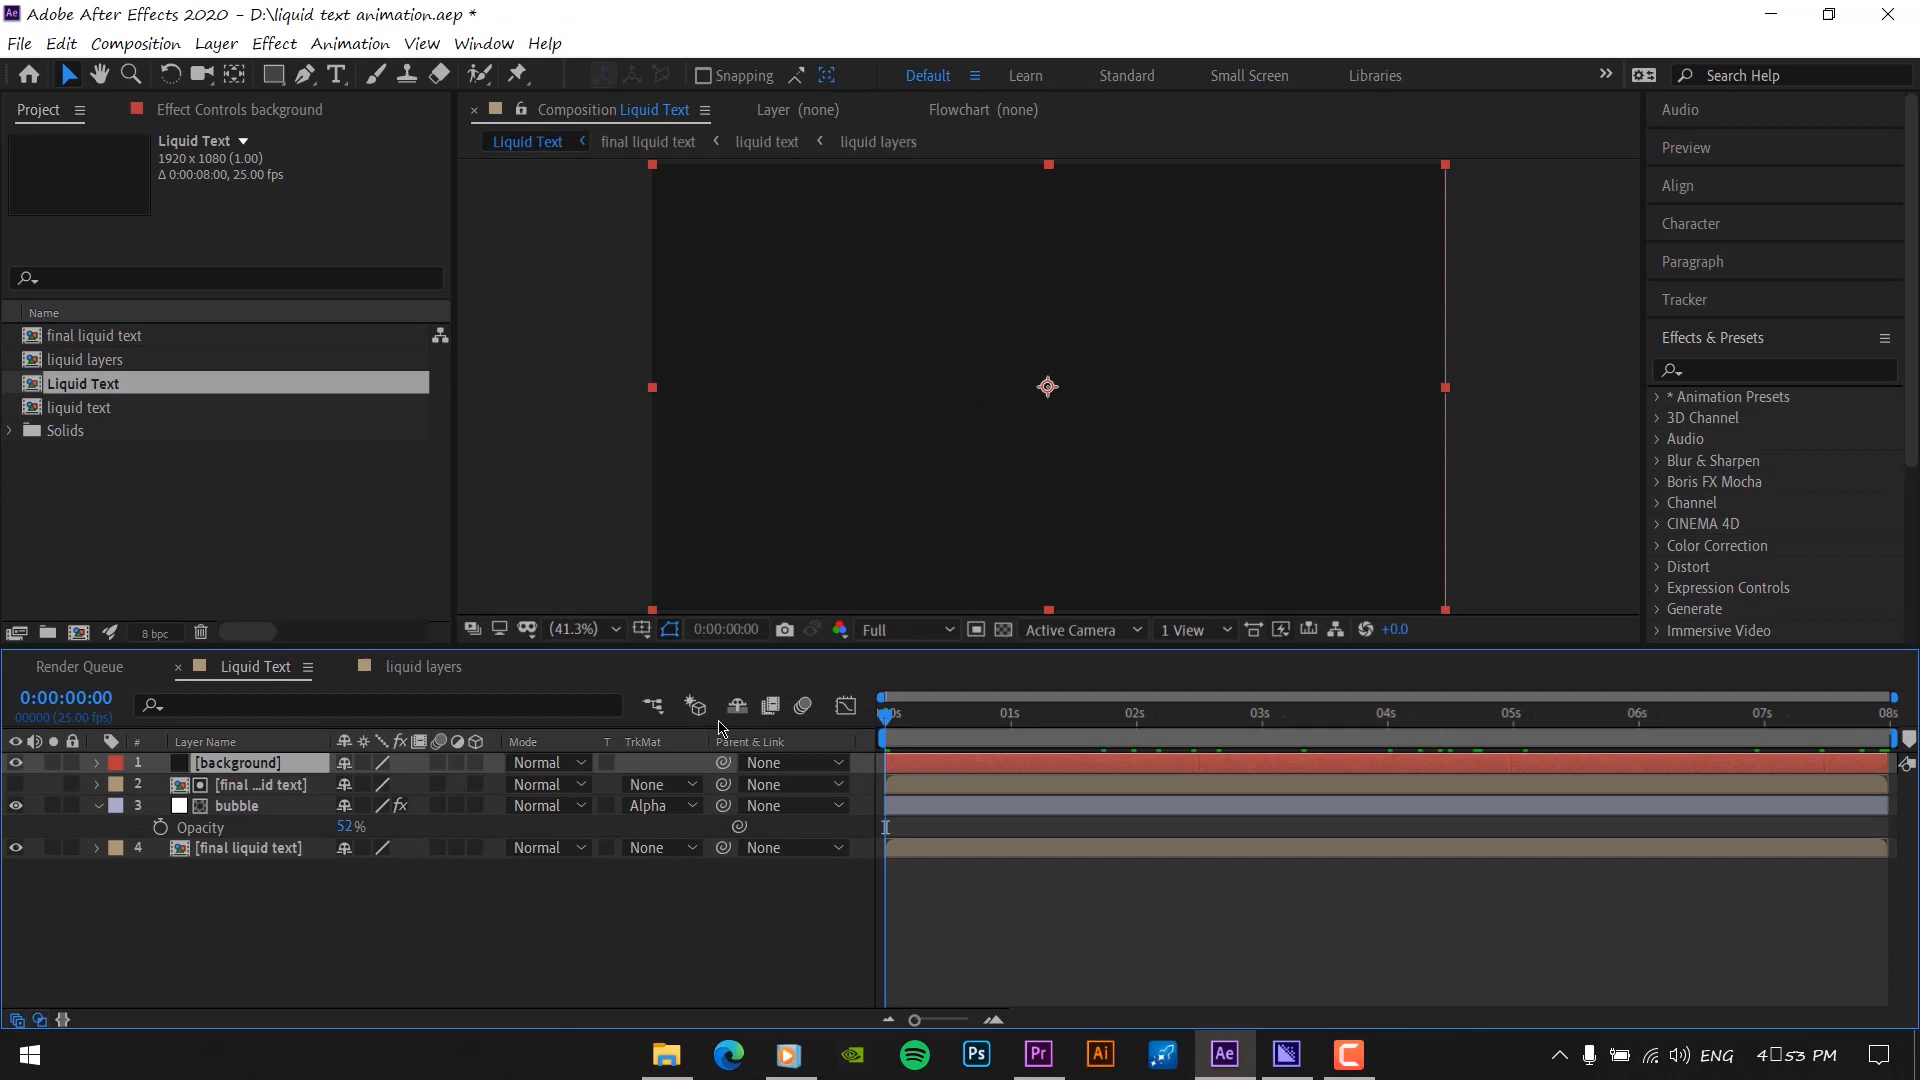 Adobe After Effects 2020 - D:\liquid text animation.aep *
File Edit Composition Layer Effect Animation View Window Help
Snapping
Default Learn Standard Small Screen Libraries
Search Help
Project
Effect Controls background
Liquid Text
1920 x 1080 (1.00)
Δ 0:00:08:00, 25.00 fps
Name
final liquid text
liquid layers
Liquid Text
liquid text
Solids
8 bpc
Composition Liquid Text
Layer (none)
Flowchart (none)
Liquid Text
final liquid text
liquid text
liquid layers
(41.3%)
0:00:00:00
Full
Active Camera
1 View
+0.0
Audio
Preview
Align
Character
Paragraph
Tracker
Effects & Presets
* Animation Presets
3D Channel
Audio
Blur & Sharpen
Boris FX Mocha
Channel
CINEMA 4D
Color Correction
Distort
Expression Controls
Generate
Immersive Video
Render Queue
Liquid Text
liquid layers
0:00:00:00
00000 (25.00 fps)
01s 02s 03s 04s 05s 06s 07s 08s
# Layer Name Mode T TrkMat Parent & Link
1 [background] Normal None
2 [final ...id text] Normal None None
3 bubble fx Normal Alpha None
Opacity 52%
4 [final liquid text] Normal None None
Ps Pr Ai Ae
ENG 4□53 PM